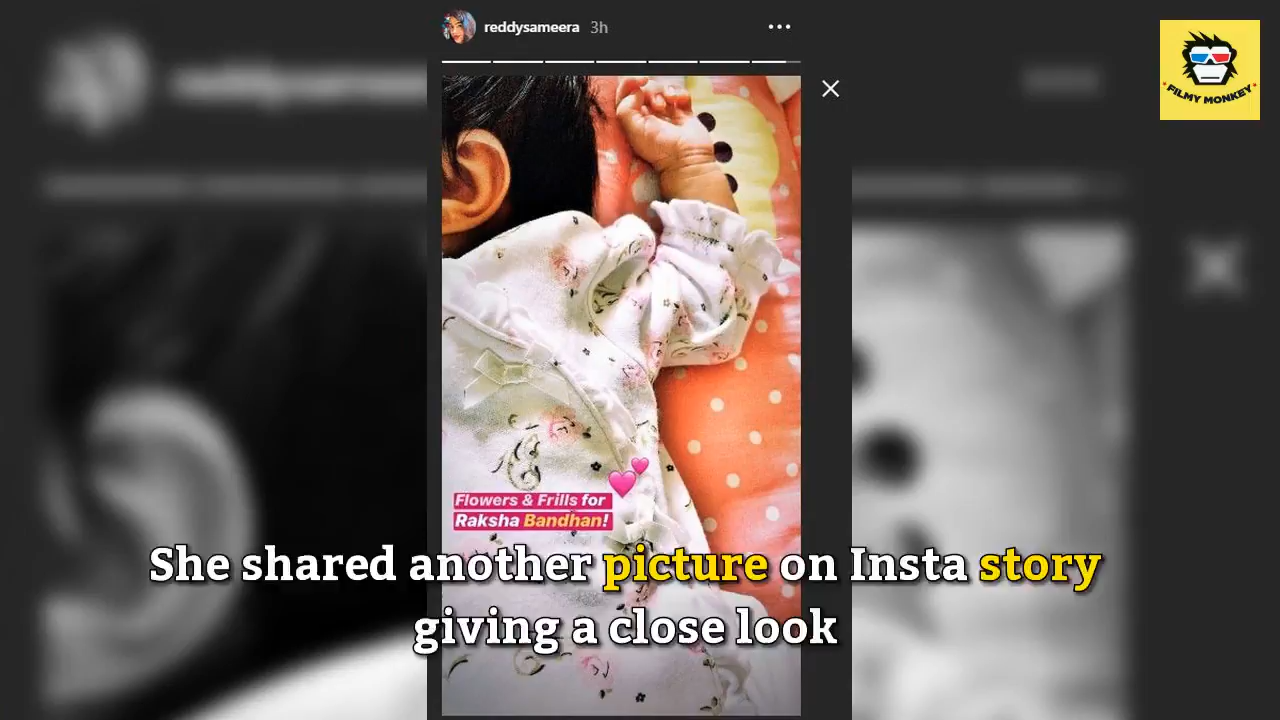 reddysameera 3h
FILMY MONKEY
Flowers & Frills for
Raksha Bandhan!
She shared another picture on Insta story
giving a close look